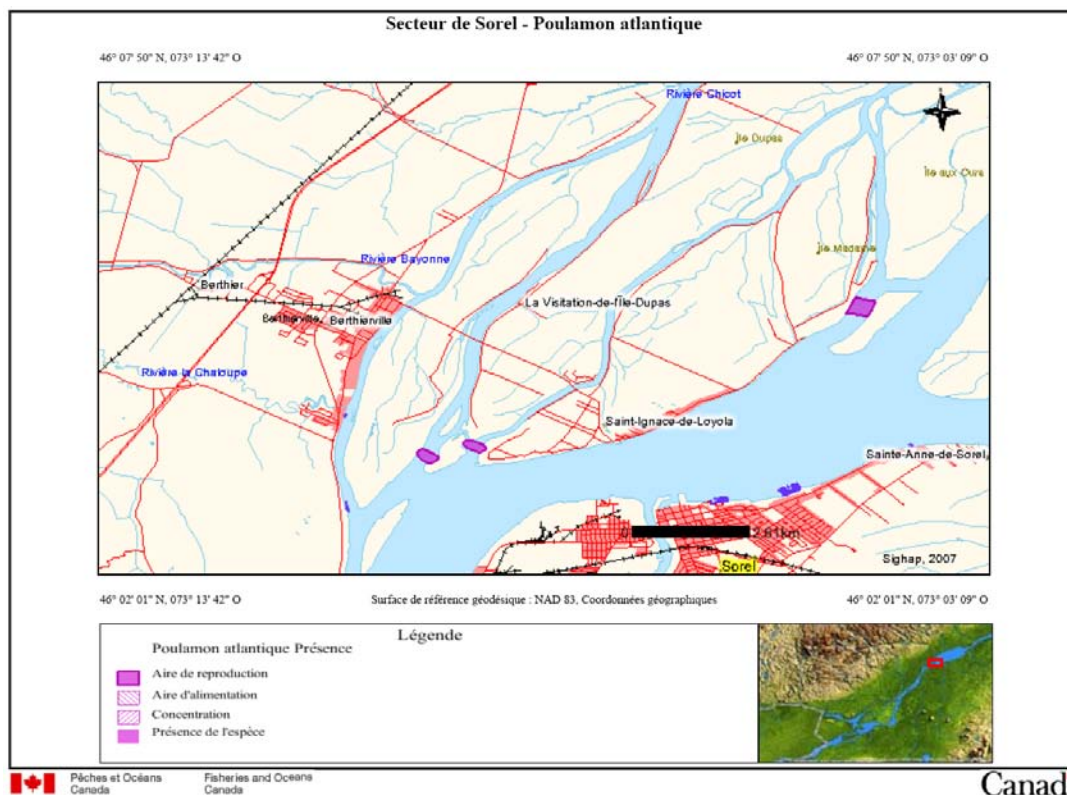 Secteur de Sorel - Poulamon atlantique
46° 07' 50" N, 073° 13' 42" O
46° 07' 50" N, 073° 03' 09" O
Rivière Chicot
Île Dupas
Île aux Ours
Île Madame
Rivière Bayonne
Berthier
La Visitation-de-l'Île-Dupas
Berthierville
Berthierville
Rivière la Chaloupe
Saint-Ignace-de-Loyola
Sainte-Anne-de-Sorel
0
2.61km
Sorel
Sighap, 2007
46° 02' 01" N, 073° 13' 42" O
Surface de référence géodésique : NAD 83, Coordonnées géographiques
46° 02' 01" N, 073° 03' 09" O
Légende
Poulamon atlantique Présence
Aire de reproduction
Aire d'alimentation
Concentration
Présence de l'espèce
Pêches et Océans
Canada
Fisheries and Oceans
Canada
Canad